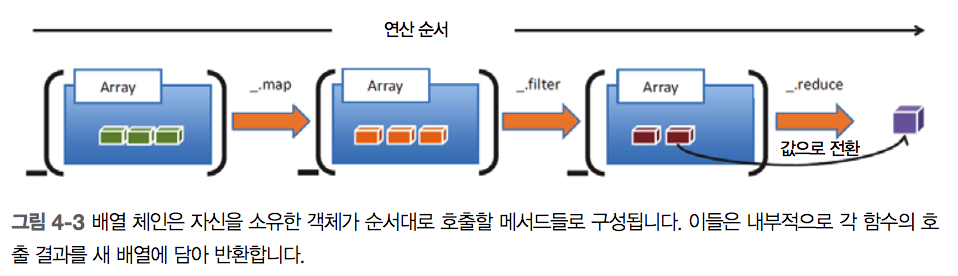 연산 순서
Array
_.map
Array
_.filter
Array
_.reduce
값으로 전환
그림 4-3 배열 체인은 자신을 소유한 객체가 순서대로 호출할 메서드들로 구성됩니다. 이들은 내부적으로 각 함수의 호
출 결과를 새 배열에 담아 반환합니다.